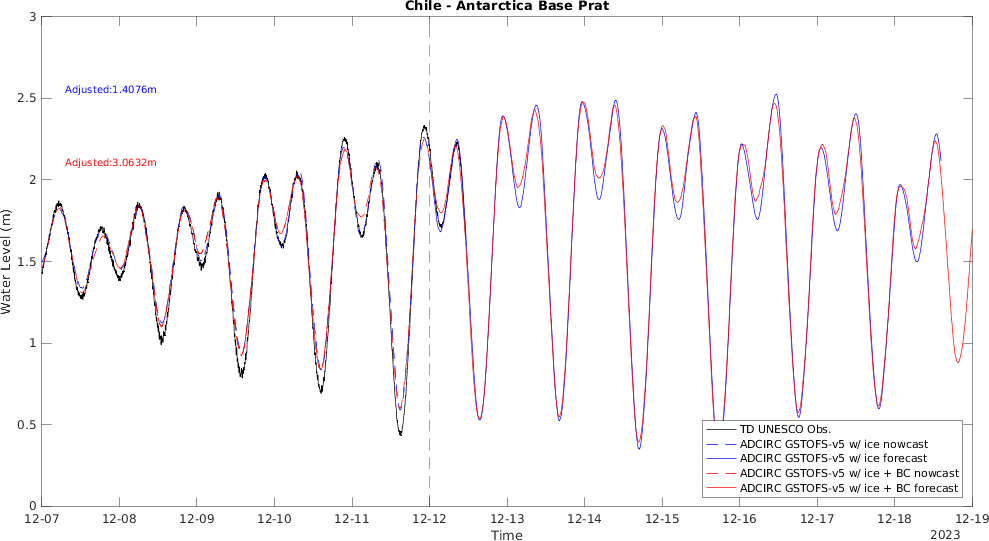 Chile - Antarctica Base Prat
3
2.5
2
1.5
1
0.5
0
Water Level (m)
Adjusted:1.4076m
Adjusted:3.0632m
TD UNESCO Obs.
ADCIRC GSTOFS-v5 w/ ice nowcast
ADCIRC GSTOFS-v5 w/ ice forecast
ADCIRC GSTOFS-v5 w/ ice + BC nowcast
ADCIRC GSTOFS-v5 w/ ice + BC forecast
12-07 12-08 12-09 12-10 12-11 12-12 12-13 12-14 12-15 12-16 12-17 12-18 12-19
Time
2023